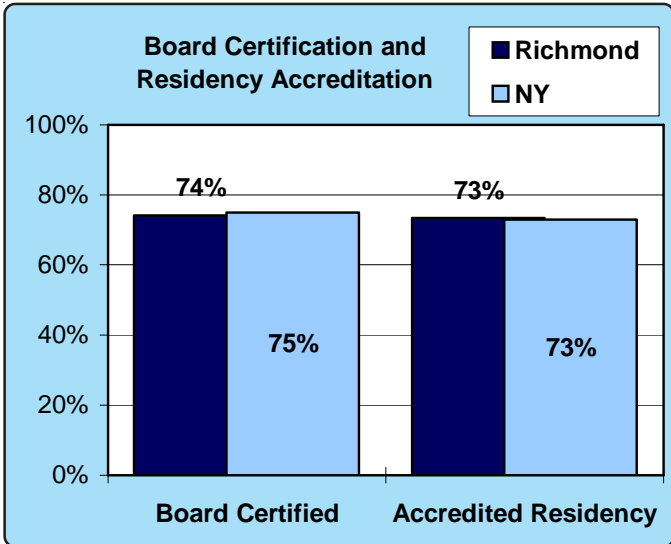 Board Certification and
Residency Accreditation
Richmond
NY
100%
80%
60%
40%
20%
0%
74%
75%
73%
73%
Board Certified
Accredited Residency